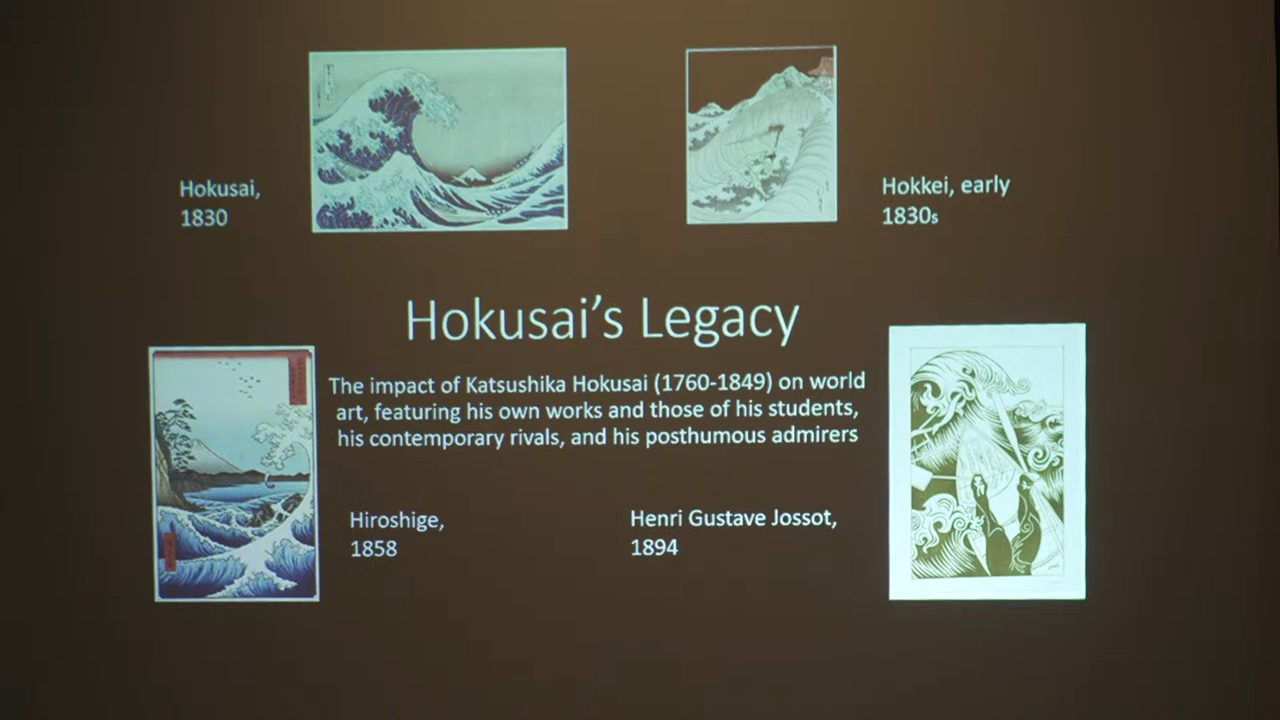 Hokusai,
1830
Hokkei, early
1830s
Hokusai’s Legacy
The impact of Katsushika Hokusai (1760-1849) on world
art, featuring his own works and those of his students,
his contemporary rivals, and his posthumous admirers
Hiroshige,
1858
Henri Gustave Jossot,
1894